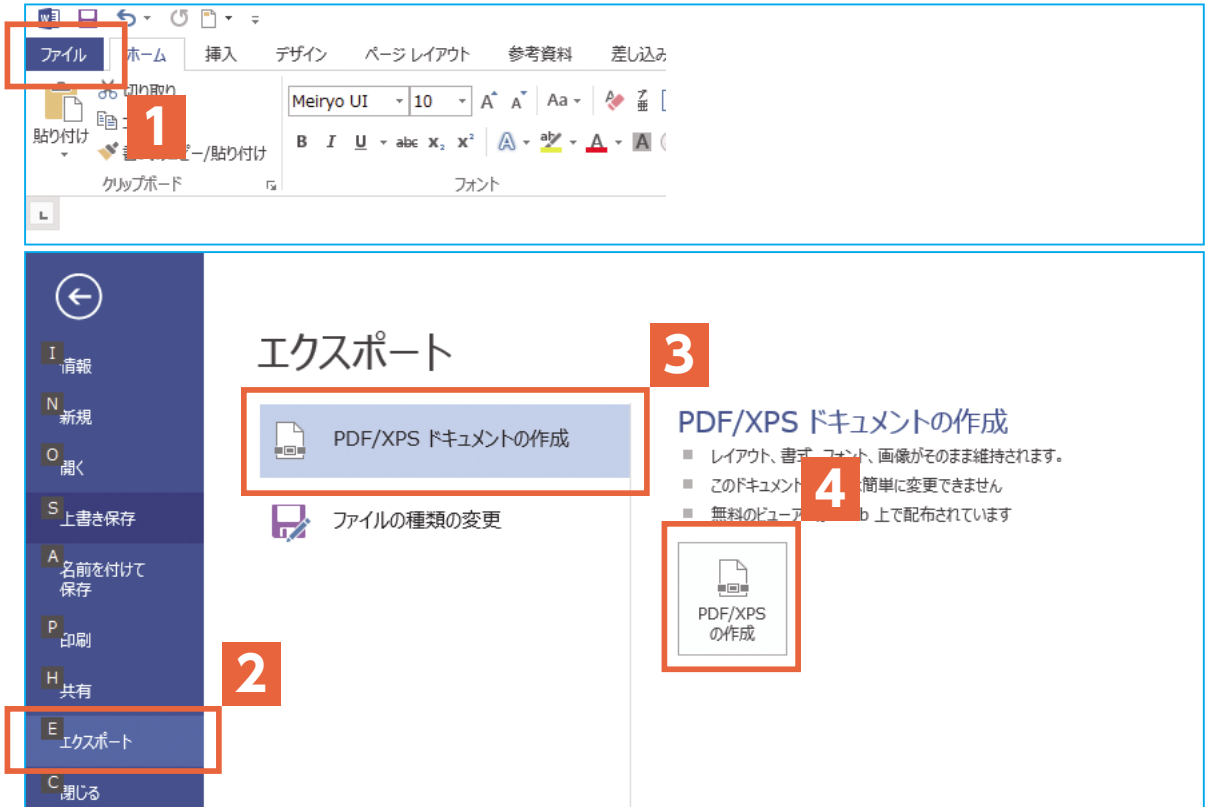 ファイル ホーム 挿入 デザイン ページ レイアウト 参考資料 差し込み
1
切り取り
貼り付け
/貼り付け
クリップボード
Meiryo UI 10 A A Aa
B I U abc x₂ x² A aby A A
フォント
L
エクスポート
3
PDF/XPS ドキュメントの作成
ファイルの種類の変更
PDF/XPS ドキュメントの作成
レイアウト、書式、フォント、画像がそのまま維持されます。
このドキュメント 簡単に変更できません
無料のビューア 上で配布されています
4
PDF/XPS
の作成
I 情報
N 新規
O 開く
S 上書き保存
A 名前を付けて
保存
P 印刷
H 共有
2
E エクスポート
C 閉じる